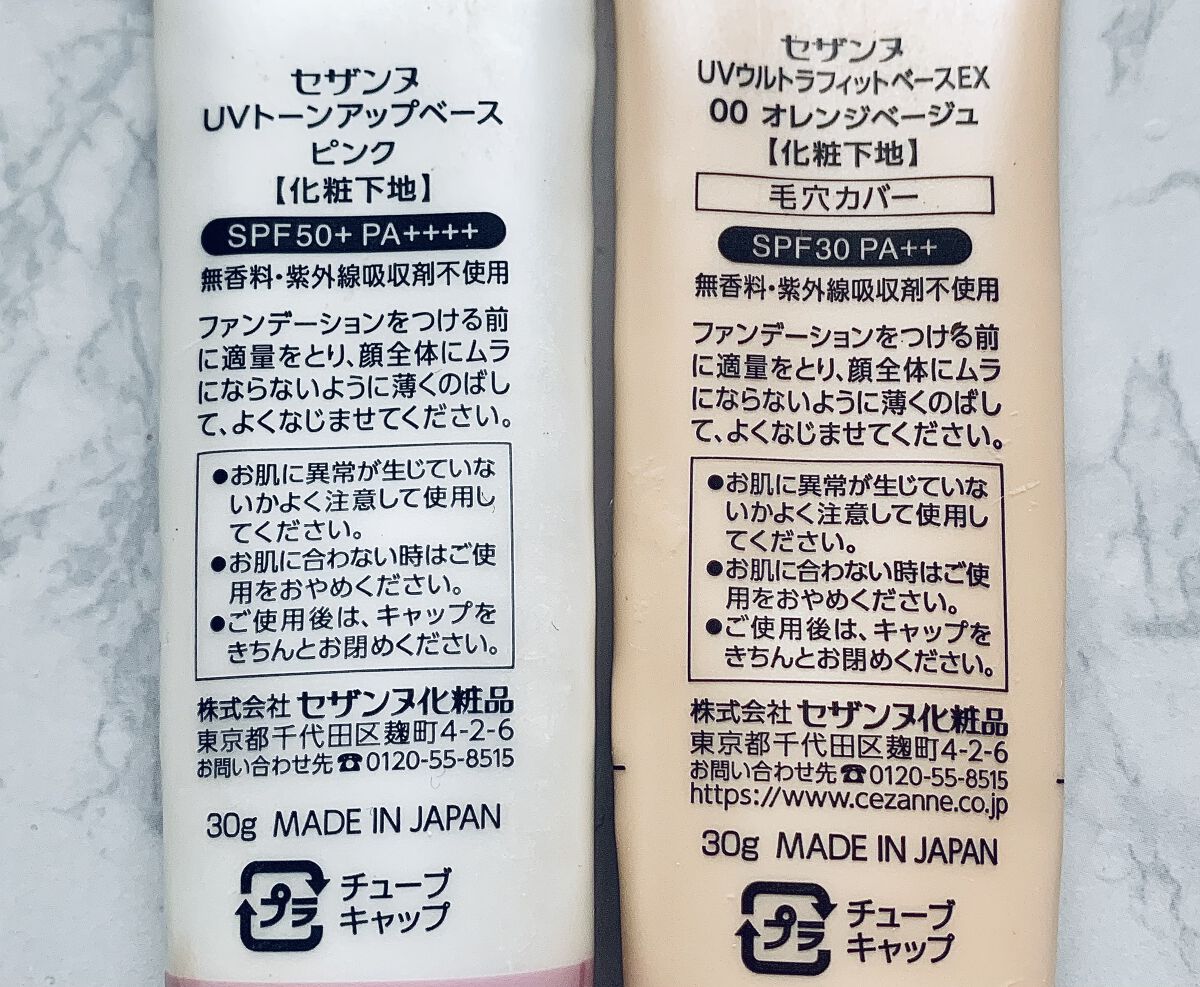 セザンヌ
UVトーンアップベース
ピンク
【化粧下地】
SPF50+ PA++++
無香料・紫外線吸収剤不使用
ファンデーションをつける前
に適量をとり、顔全体にムラ
にならないように薄くのばし
て、よくなじませてください。
●お肌に異常が生じていな
いかよく注意して使用し
てください。
●お肌に合わない時はご使
用をおやめください。
●ご使用後は、キャップを
きちんとお閉めください。
株式会社 セザンヌ化粧品
東京都千代田区麹町4-2-6
お問い合わせ先☎0120-55-8515
30g MADE IN JAPAN
プラ
チューブ
キャップ
セザンヌ
UVウルトラフィットベースEX
00 オレンジベージュ
【化粧下地】
毛穴カバー
SPF30 PA++
無香料・紫外線吸収剤不使用
ファンデーションをつける前
に適量をとり、顔全体にムラ
にならないように薄くのばし
て、よくなじませてください。
●お肌に異常が生じていな
いかよく注意して使用し
てください。
●お肌に合わない時はご使
用をおやめください。
●ご使用後は、キャップを
きちんとお閉めください。
株式会社 セザンヌ化粧品
東京都千代田区麹町4-2-6
お問い合わせ先☎0120-55-8515
https://www.cezanne.co.jp
30g MADE IN JAPAN
プラ
チューブ
キャップ